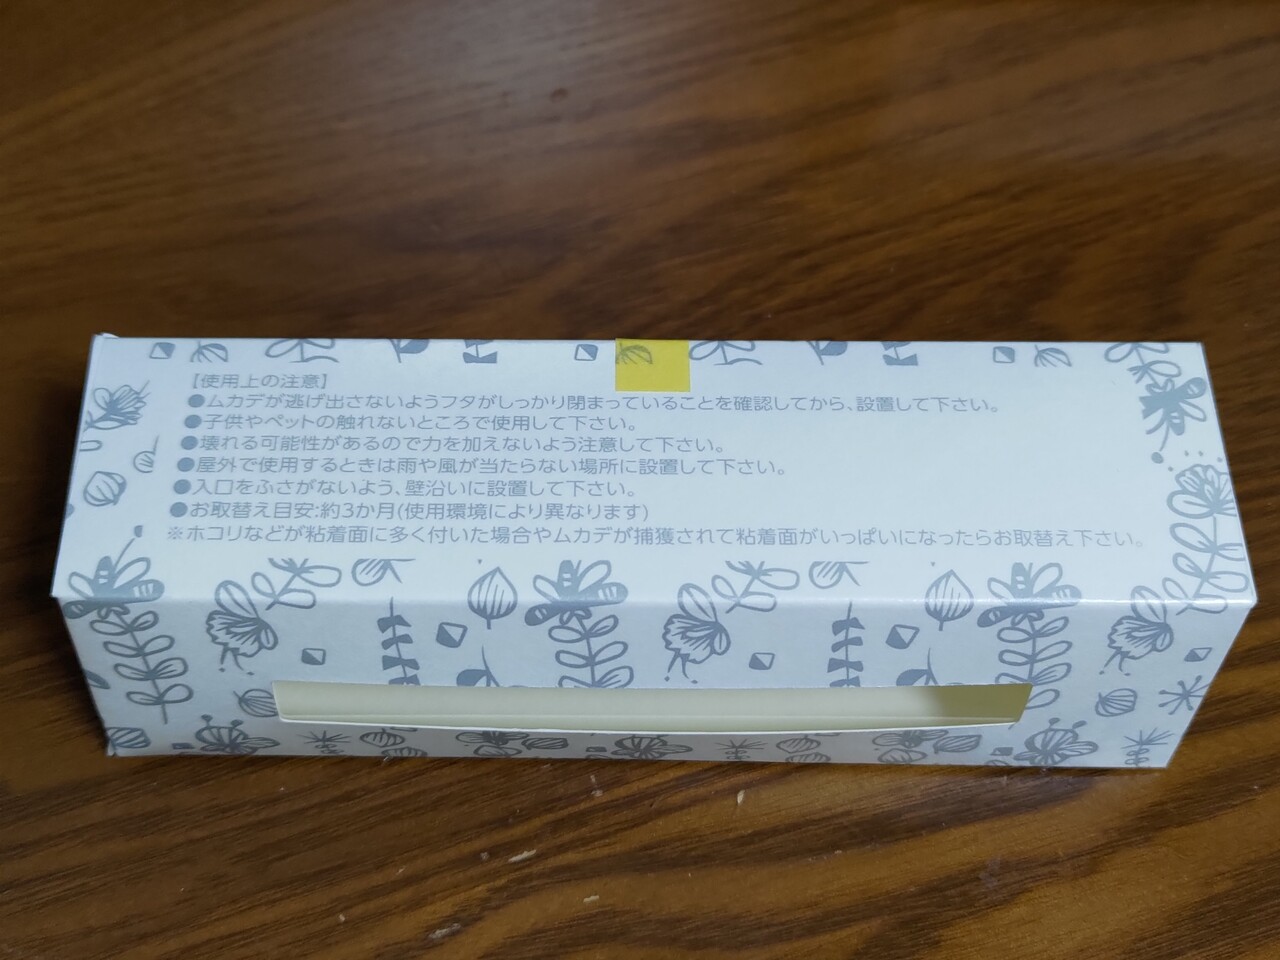 【使用上の注意】
●ムカデが逃げ出さないようフタがしっかり閉まっていることを確認してから、設置して下さい。
●子供やペットの触れないところで使用して下さい。
●壊れる可能性があるので力を加えないよう注意して下さい。
●屋外で使用するときは雨や風が当たらない場所に設置して下さい。
●入口をふさがないよう、壁沿いに設置して下さい。
●お取替え目安:約3か月(使用環境により異なります)
※ホコリなどが粘着面に多く付いた場合やムカデが捕獲されて粘着面がいっぱいになったらお取替え下さい。